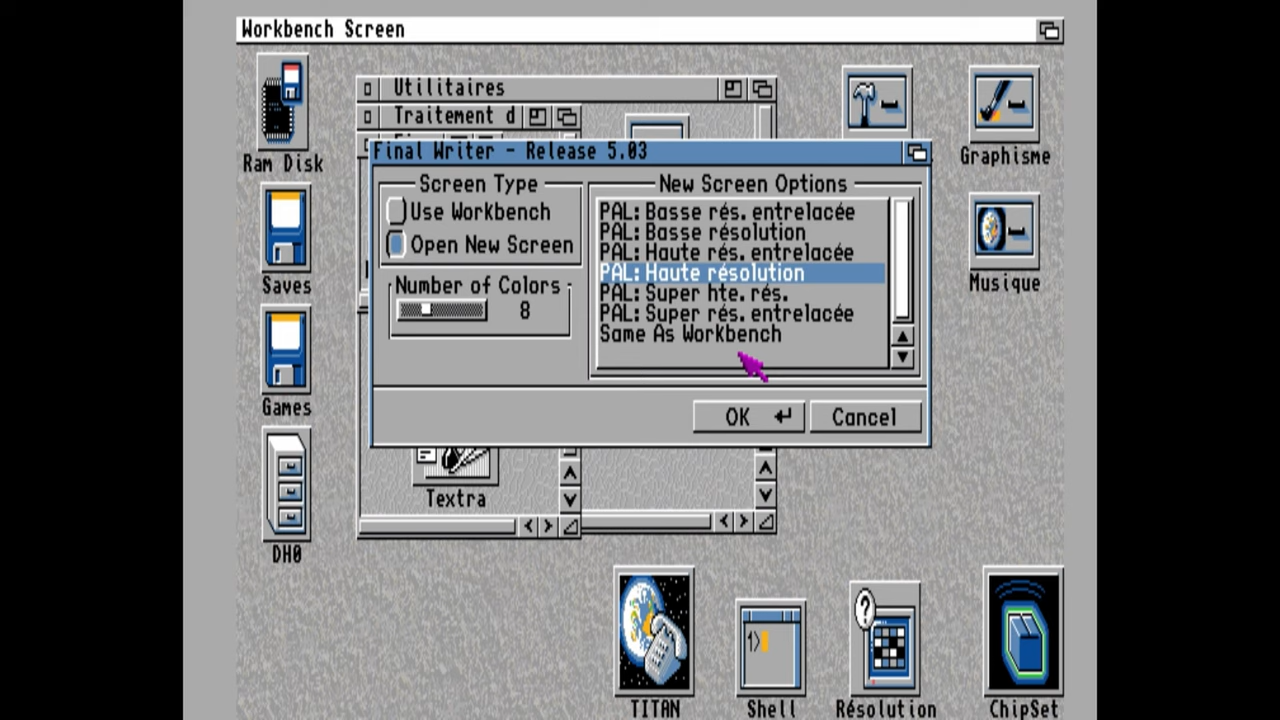 Workbench Screen
Ram Disk
Saves
Games
DH0
Utilitaires
Traitement d
Final Writer - Release 5.03
Screen Type
Use Workbench
Open New Screen
Number of Colors
8
New Screen Options
PAL: Basse rés. entrelacée
PAL: Basse résolution
PAL: Haute rés. entrelacée
PAL: Haute résolution
PAL: Super hte. rés.
PAL: Super rés. entrelacée
Same As Workbench
OK
Cancel
Textra
Graphisme
Musique
TITAN
1>
Shell
?
Résolution
ChipSet